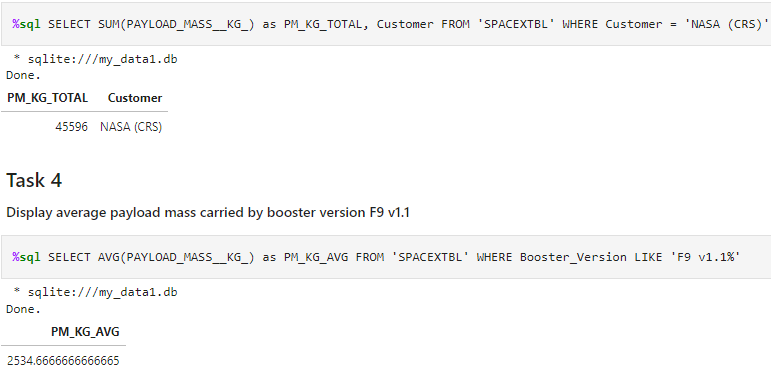 %sql SELECT SUM(PAYLOAD_MASS__KG_) as PM_KG_TOTAL, Customer FROM 'SPACEXTBL' WHERE Customer = 'NASA (CRS)'
* sqlite:///my_data1.db
Done.
PM_KG_TOTAL Customer
45596 NASA (CRS)
Task 4
Display average payload mass carried by booster version F9 v1.1
%sql SELECT AVG(PAYLOAD_MASS__KG_) as PM_KG_AVG FROM 'SPACEXTBL' WHERE Booster_Version LIKE 'F9 v1.1%'
* sqlite:///my_data1.db
Done.
PM_KG_AVG
2534.6666666666665